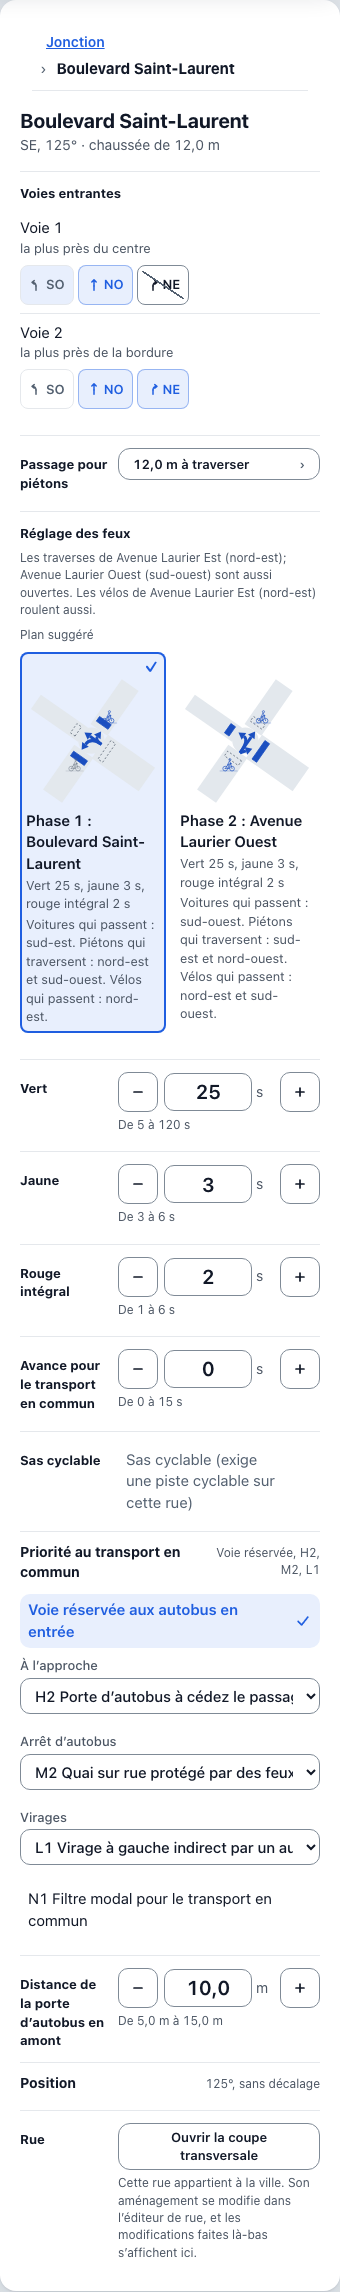 Jonction
› Boulevard Saint-Laurent
Boulevard Saint-Laurent
SE, 125° · chaussée de 12,0 m
Voies entrantes
Voie 1
la plus près du centre
SO NO NE
Voie 2
la plus près de la bordure
SO NO NE
Passage pour piétons
12,0 m à traverser ›
Réglage des feux
Les traverses de Avenue Laurier Est (nord-est);
Avenue Laurier Ouest (sud-ouest) sont aussi
ouvertes. Les vélos de Avenue Laurier Est (nord-est)
roulent aussi.
Plan suggéré
Phase 1 :
Boulevard Saint-
Laurent
Vert 25 s, jaune 3 s,
rouge intégral 2 s
Voitures qui passent :
sud-est. Piétons qui
traversent : nord-est
et sud-ouest. Vélos
qui passent : nord-
est.
Phase 2 : Avenue
Laurier Ouest
Vert 25 s, jaune 3 s,
rouge intégral 2 s
Voitures qui passent :
sud-ouest. Piétons
qui traversent : sud-
est et nord-ouest.
Vélos qui passent :
nord-est et sud-
ouest.
Vert
− 25 s +
De 5 à 120 s
Jaune
− 3 s +
De 3 à 6 s
Rouge
intégral
− 2 s +
De 1 à 6 s
Avance pour
le transport
en commun
− 0 s +
De 0 à 15 s
Sas cyclable
Sas cyclable (exige
une piste cyclable sur
cette rue)
Priorité au transport en
commun
Voie réservée, H2,
M2, L1
Voie réservée aux autobus en
entrée
À l’approche
H2 Porte d’autobus à cédez le passag
Arrêt d’autobus
M2 Quai sur rue protégé par des feux
Virages
L1 Virage à gauche indirect par un au
N1 Filtre modal pour le transport en
commun
Distance de
la porte
d’autobus en
amont
− 10,0 m +
De 5,0 m à 15,0 m
Position
125°, sans décalage
Rue
Ouvrir la coupe
transversale
Cette rue appartient à la ville. Son
aménagement se modifie dans
l’éditeur de rue, et les
modifications faites là-bas
s’affichent ici.